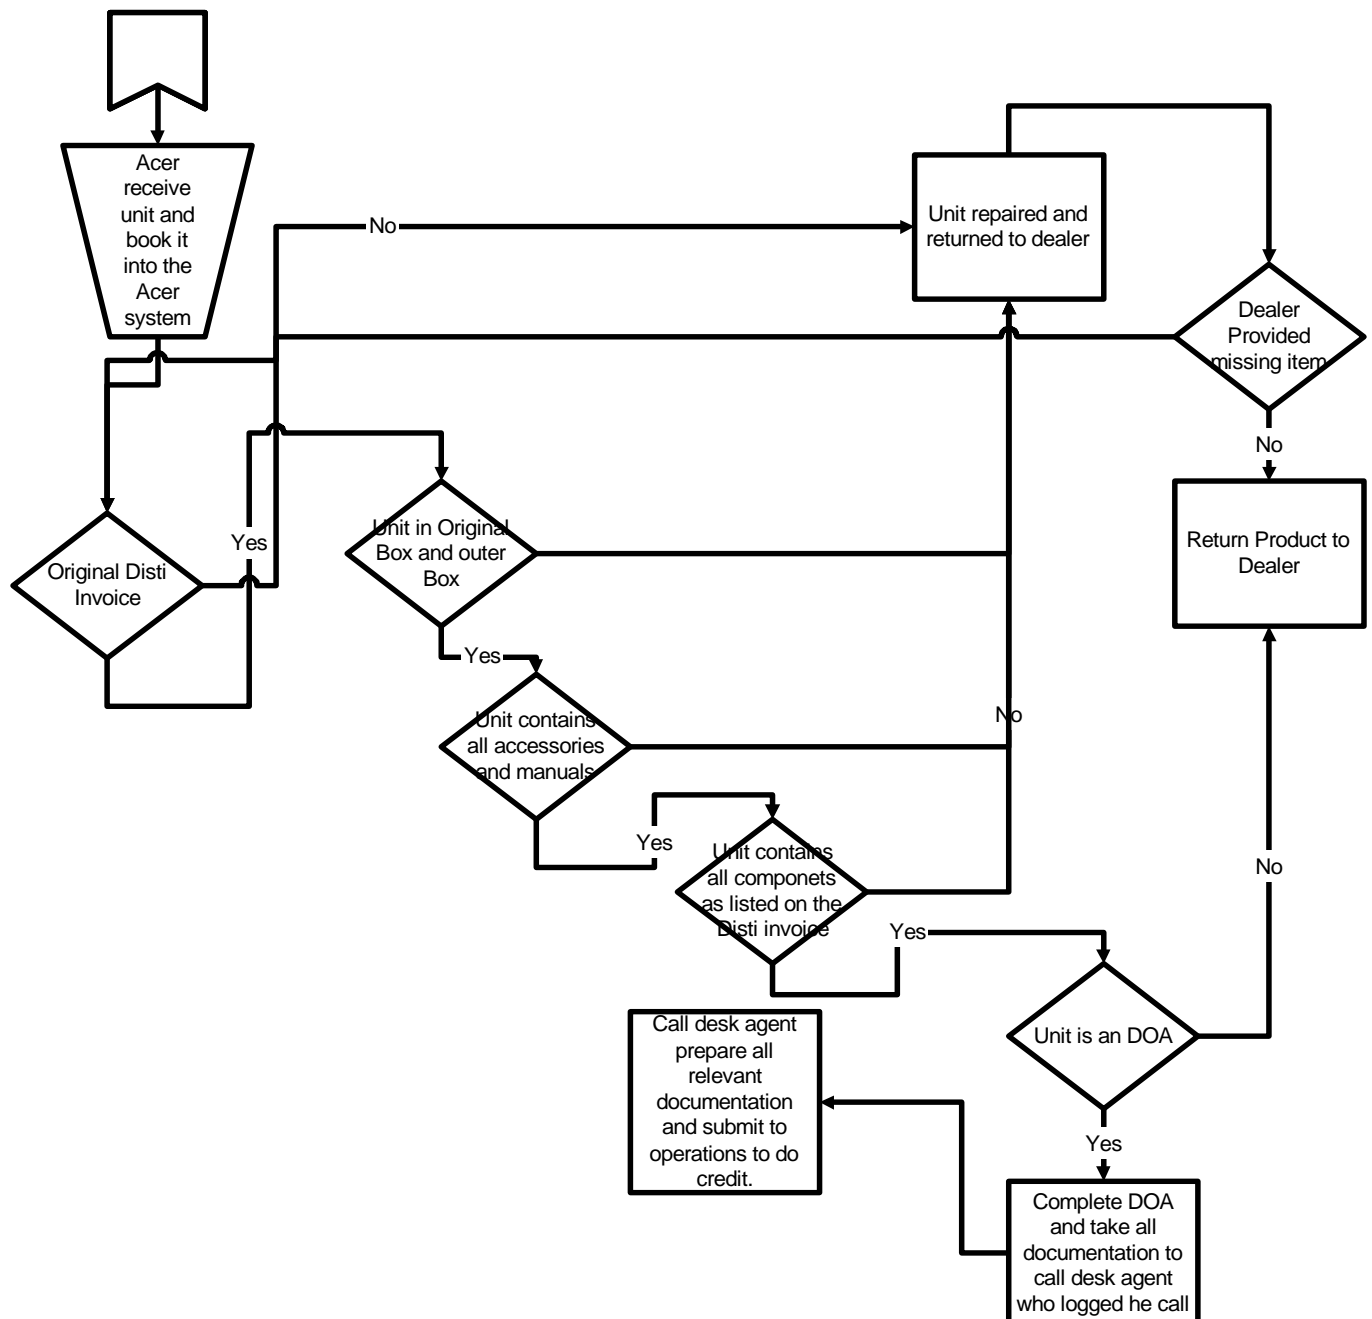 Acer
receive
unit and
book it
into the
Acer
system
No
Unit repaired and
returned to dealer
Dealer
Provided
missing item
No
Return Product to
Dealer
Original Disti
Invoice
Yes
Unit in Original
Box and outer
Box
Yes
Unit contains
all accessories
and manuals
No
Yes
Unit contains
all componets
as listed on the
Disti invoice
Yes
No
Unit is an DOA
Yes
Call desk agent
prepare all
relevant
documentation
and submit to
operations to do
credit.
Complete DOA
and take all
documentation to
call desk agent
who logged he call